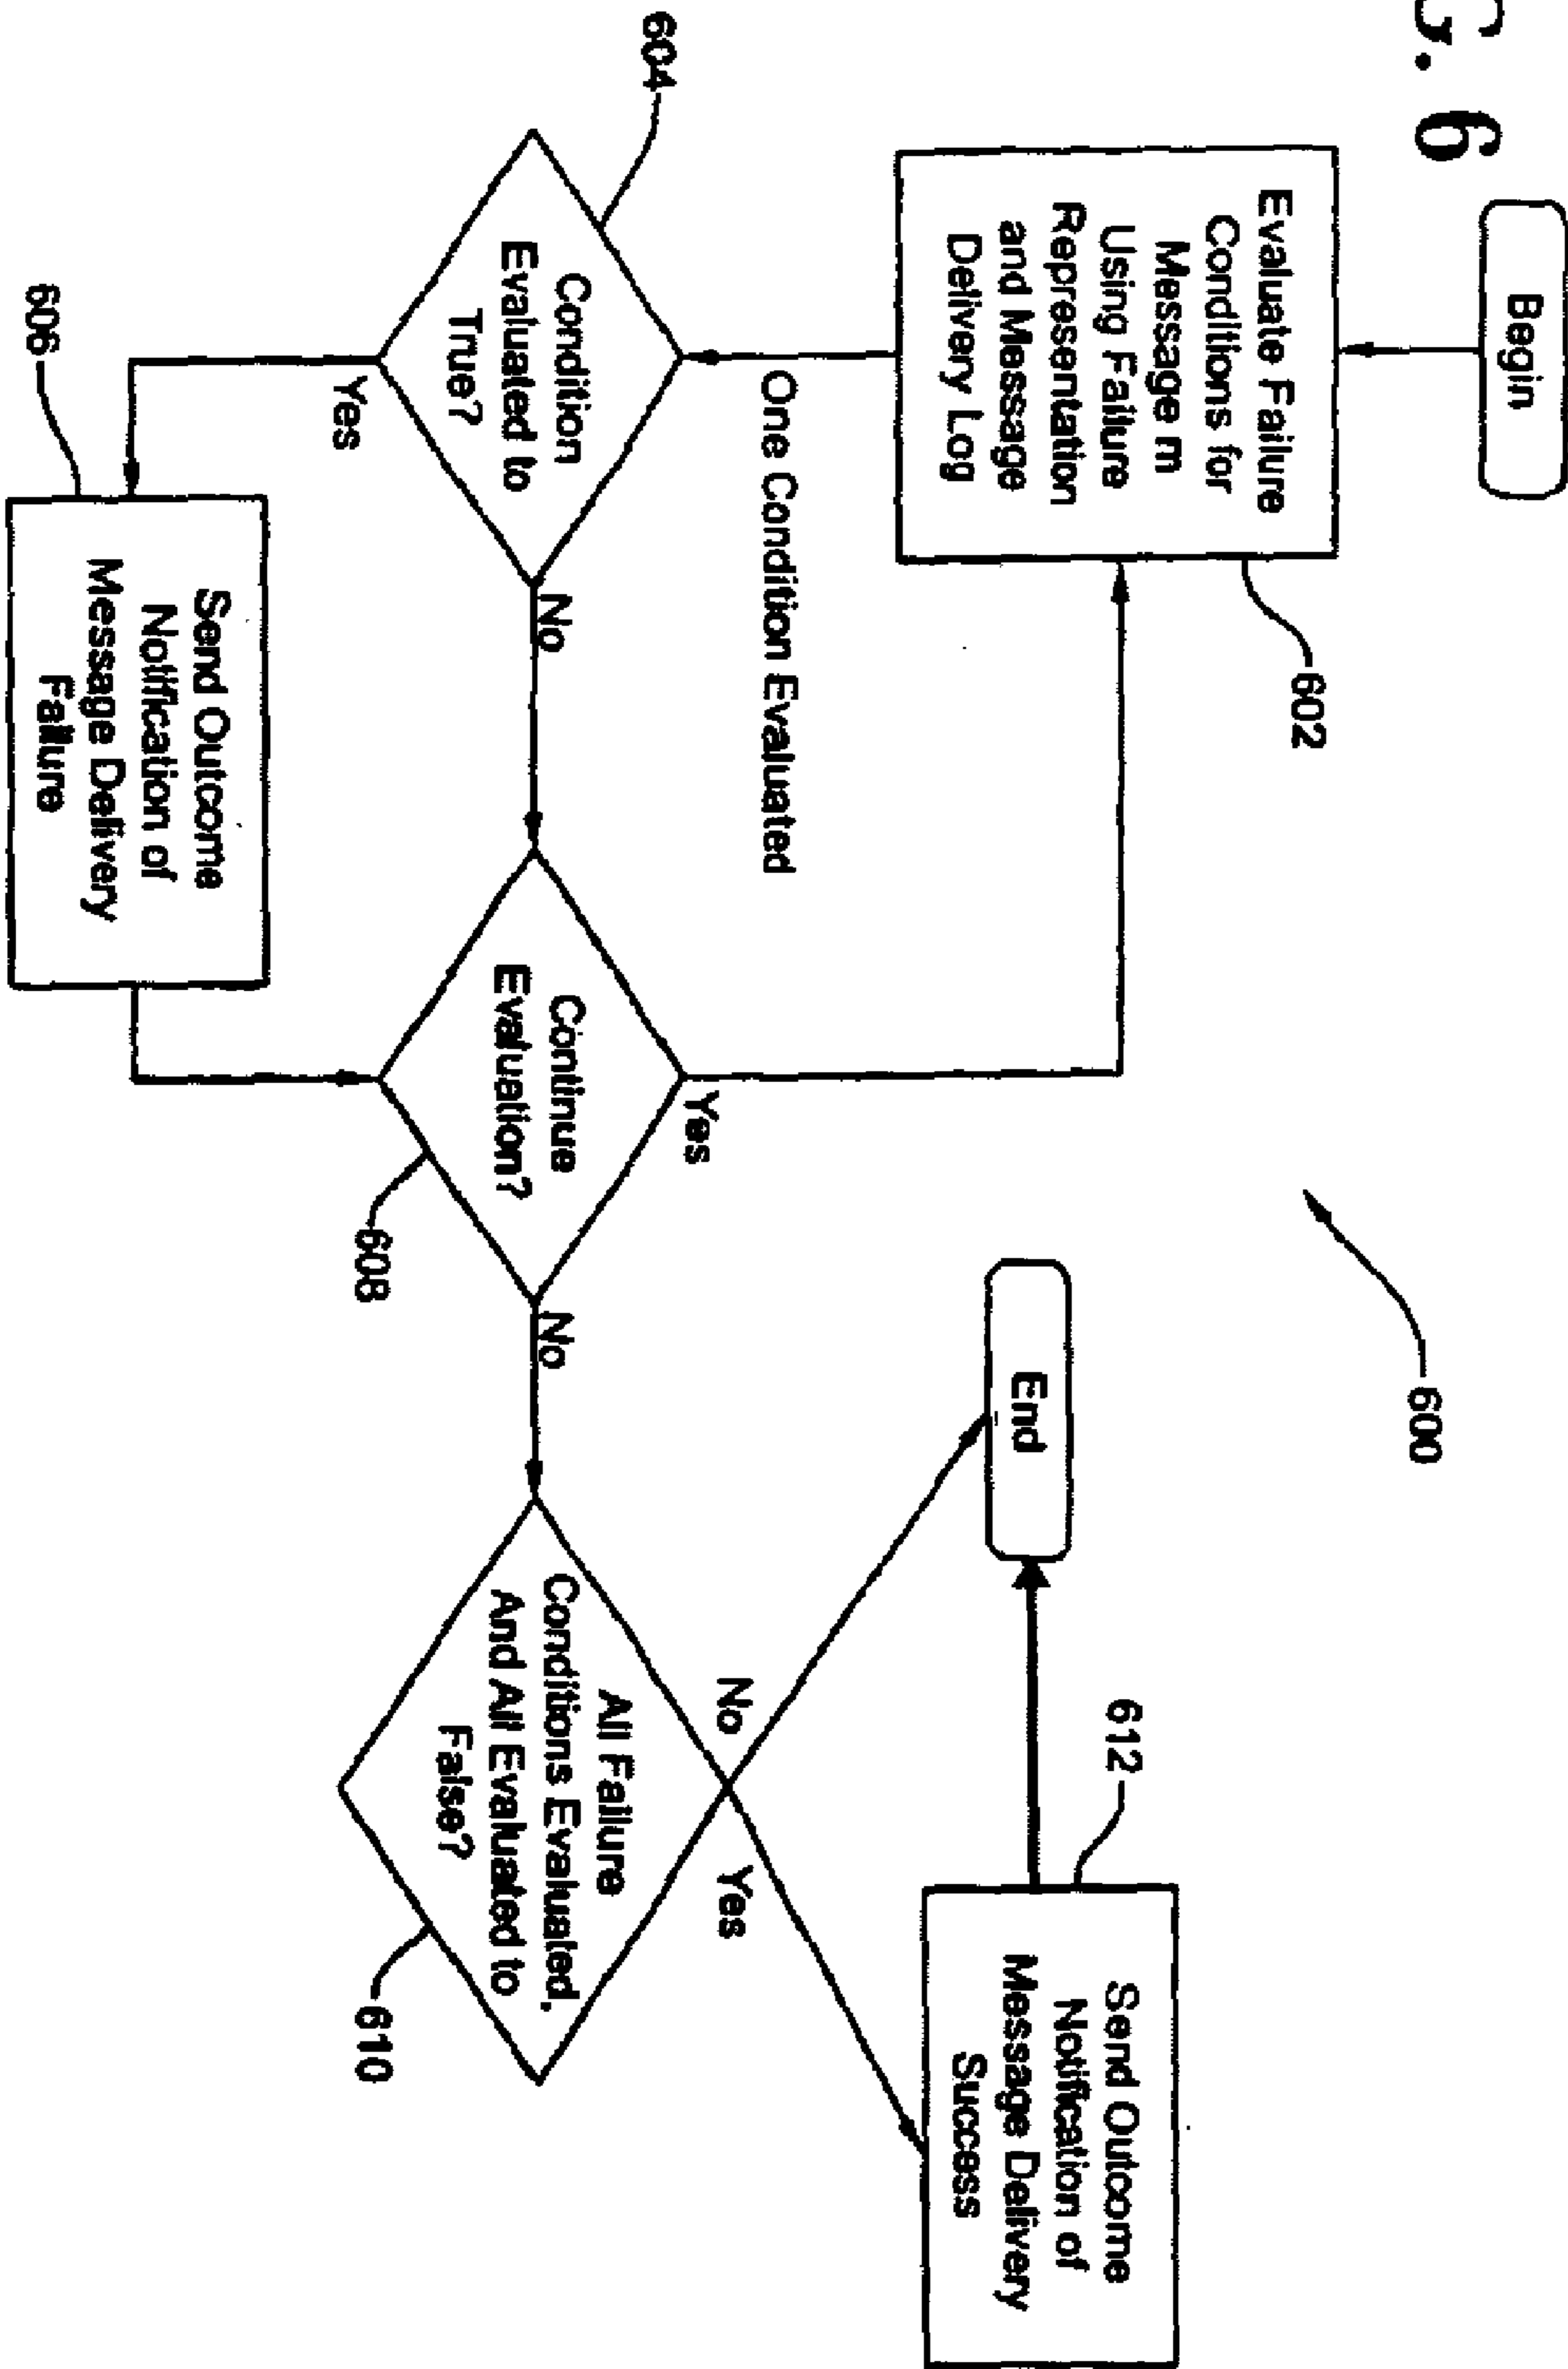 G. 6
Begin
Evaluate Failure
Conditions for
Message m
Using Failure
Representation
and Message
Delivery Log
602
One Condition Evaluated
604
Condition
Evaluated to
True?
Yes
No
606
Send Outcome
Notification of
Message Delivery
Failure
Continue
Evaluation?
Yes
No
608
600
End
All Failure
Conditions Evaluated,
And All Evaluated to
False?
No
Yes
610
612
Send Outcome
Notification of
Message Delivery
Success